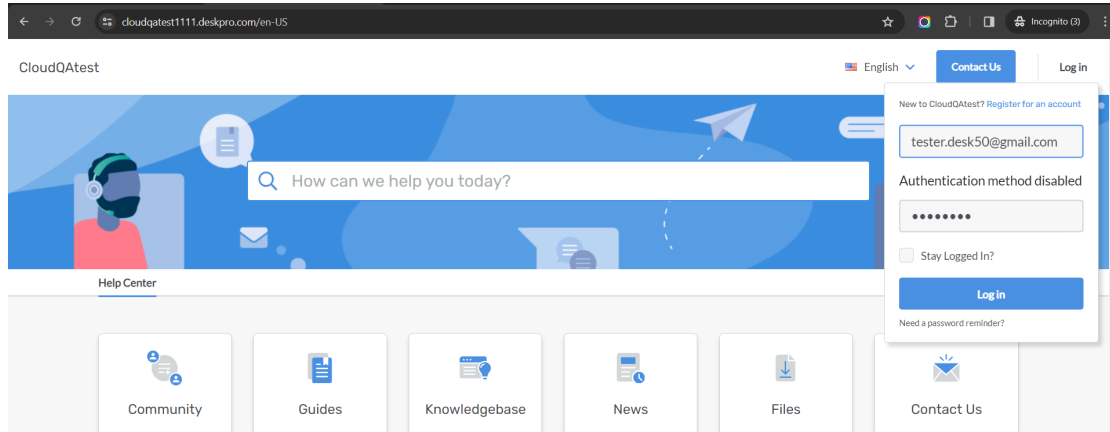 cloudqatest1111.deskpro.com/en-US
Incognito (3)
CloudQAtest
English
Contact Us
Log in
New to CloudQAtest? Register for an account
tester.desk50@gmail.com
Authentication method disabled
Stay Logged In?
Log in
Need a password reminder?
How can we help you today?
Help Center
Community
Guides
Knowledgebase
News
Files
Contact Us